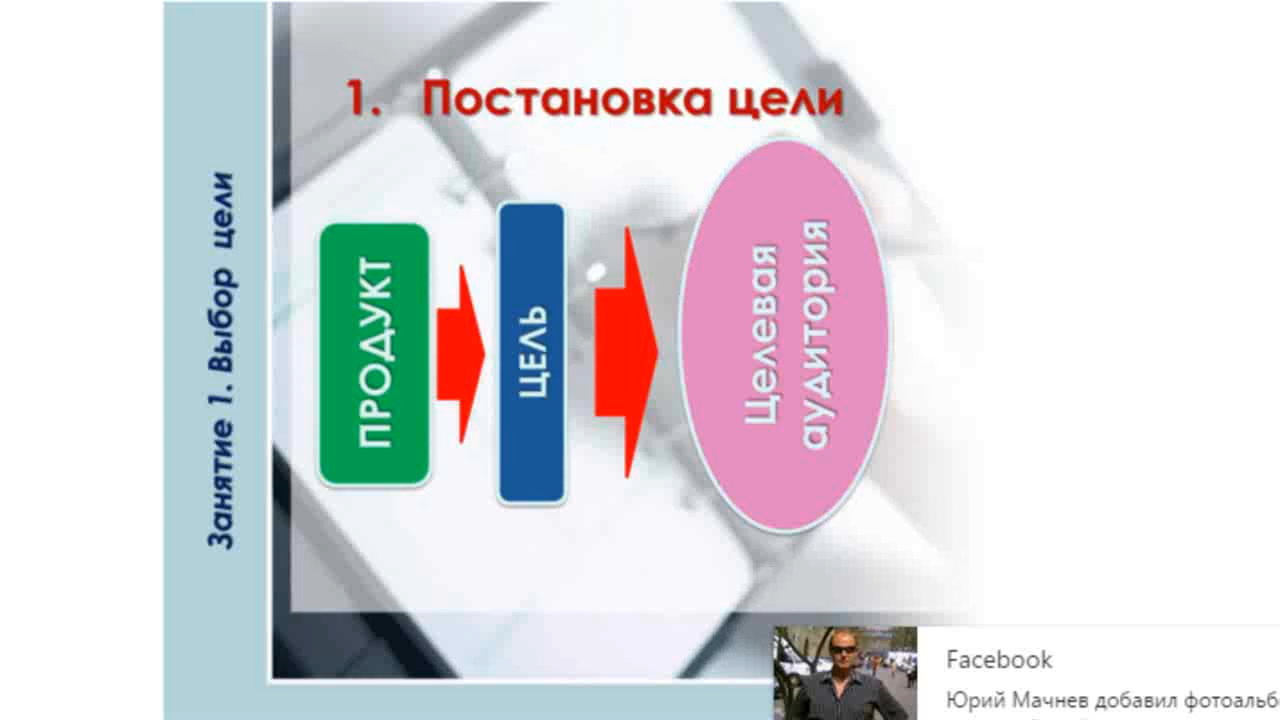 Занятие 1. Выбор цели
1. Постановка цели
ПРОДУКТ
ЦЕЛЬ
Целевая
аудитория
Facebook
Юрий Мачнев добавил фотоальб